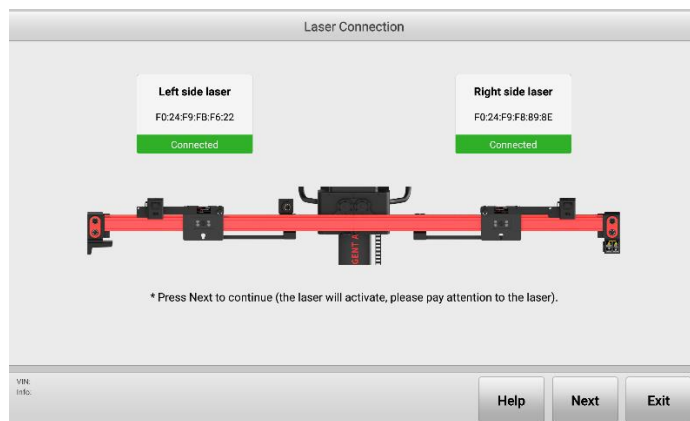 Laser Connection
Left side laser
F0:24:F9:FB:F6:22
Connected
Right side laser
F0:24:F9:F8:89:8E
Connected
GENT A
* Press Next to continue (the laser will activate, please pay attention to the laser).
VIN:
Info.
Help
Next
Exit